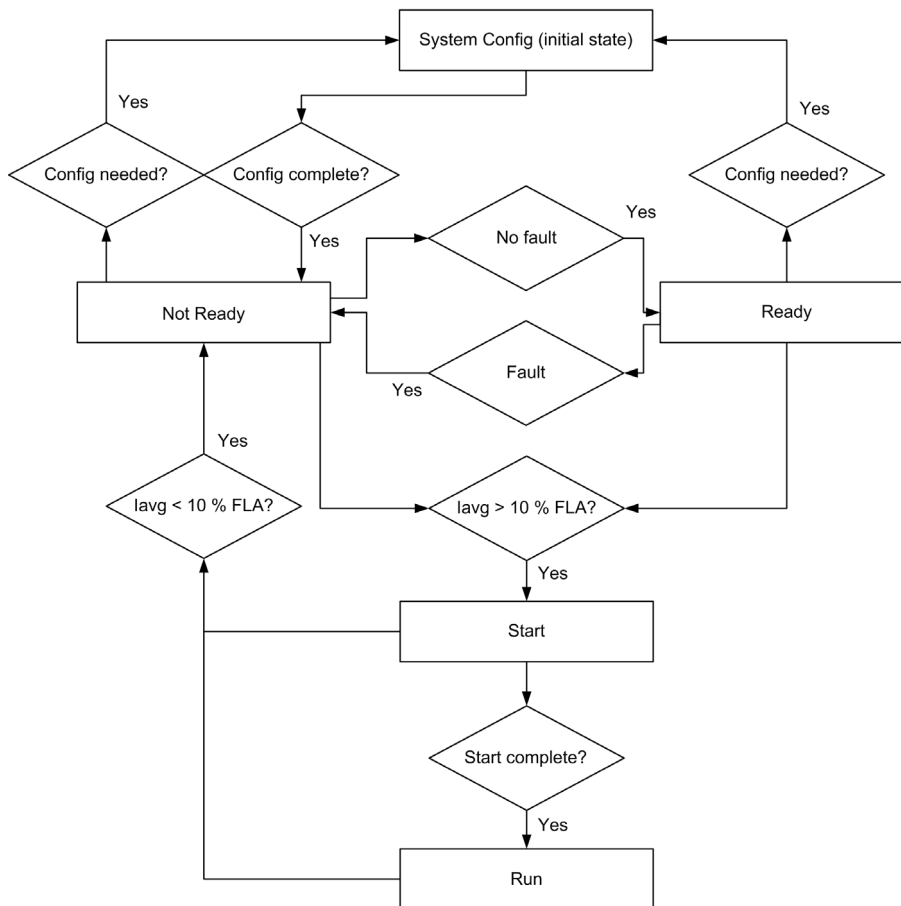 System Config (initial state)
Yes
Yes
Config needed?
Config complete?
Config needed?
Yes
Yes
No fault
Not Ready
Ready
Fault
Yes
Yes
Iavg < 10 % FLA?
Iavg > 10 % FLA?
Yes
Start
Start complete?
Yes
Run